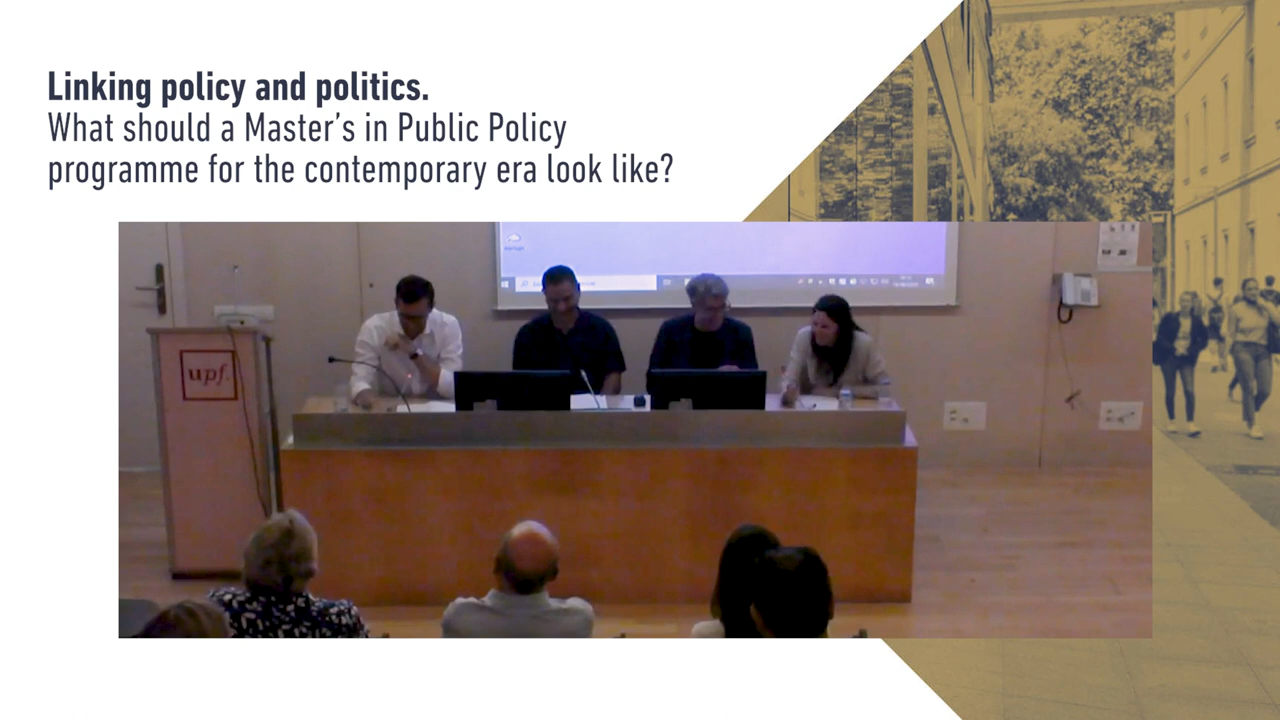 Linking policy and politics.
What should a Master's in Public Policy
programme for the contemporary era look like?
upf.